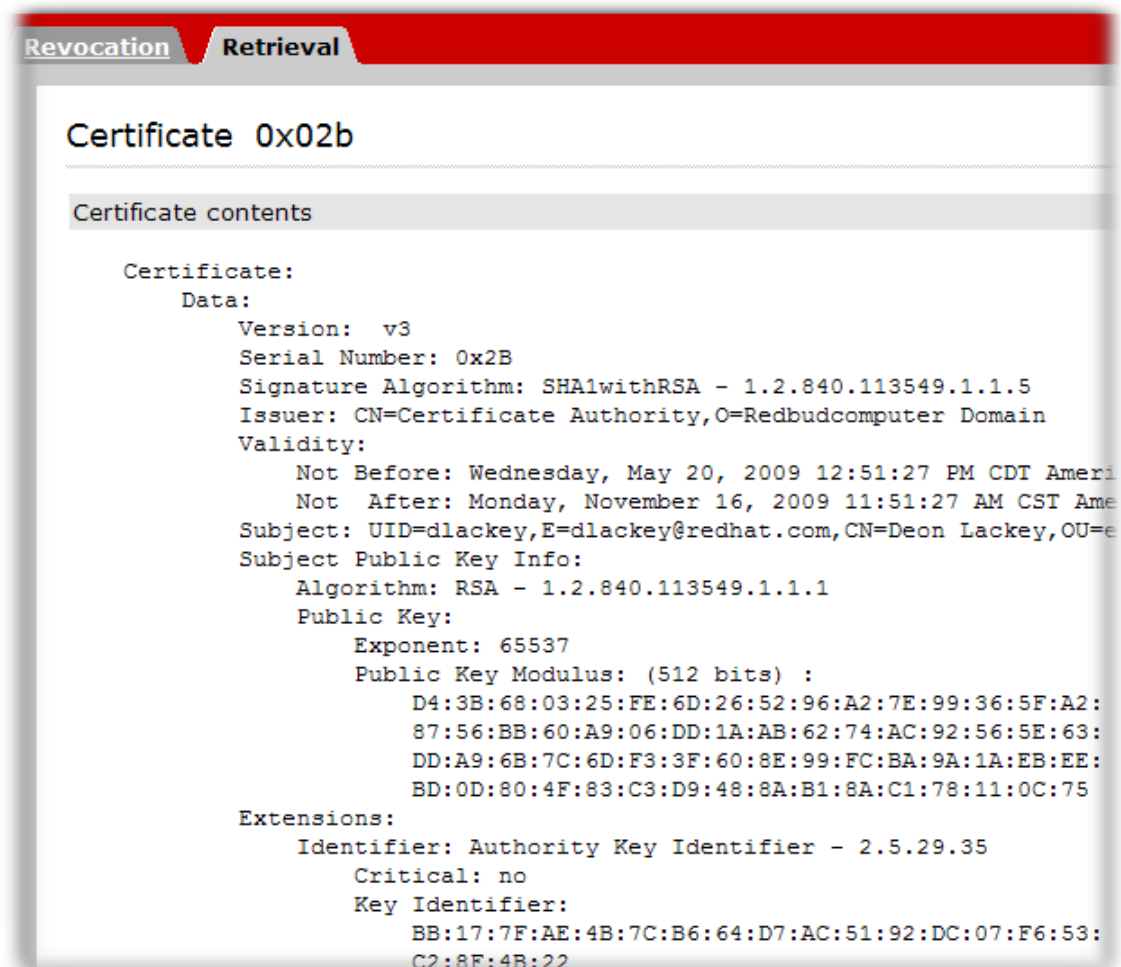 Revocation Retrieval
Certificate 0x02b
Certificate contents
Certificate:
Data:
Version: v3
Serial Number: 0x2B
Signature Algorithm: SHA1withRSA - 1.2.840.113549.1.1.5
Issuer: CN=Certificate Authority,O=Redbudcomputer Domain
Validity:
Not Before: Wednesday, May 20, 2009 12:51:27 PM CDT Ameri
Not After: Monday, November 16, 2009 11:51:27 AM CST Ame
Subject: UID=dlackey,E=dlackey@redhat.com,CN=Deon Lackey,OU=e
Subject Public Key Info:
Algorithm: RSA - 1.2.840.113549.1.1.1
Public Key:
Exponent: 65537
Public Key Modulus: (512 bits) :
D4:3B:68:03:25:FE:6D:26:52:96:A2:7E:99:36:5F:A2:
87:56:BB:60:A9:06:DD:1A:AB:62:74:AC:92:56:5E:63:
DD:A9:6B:7C:6D:F3:3F:60:8E:99:FC:BA:9A:1A:EB:EE:
BD:0D:80:4F:83:C3:D9:48:8A:B1:8A:C1:78:11:0C:75
Extensions:
Identifier: Authority Key Identifier - 2.5.29.35
Critical: no
Key Identifier:
BB:17:7F:AE:4B:7C:B6:64:D7:AC:51:92:DC:07:F6:53:
C2:8F:4B:22